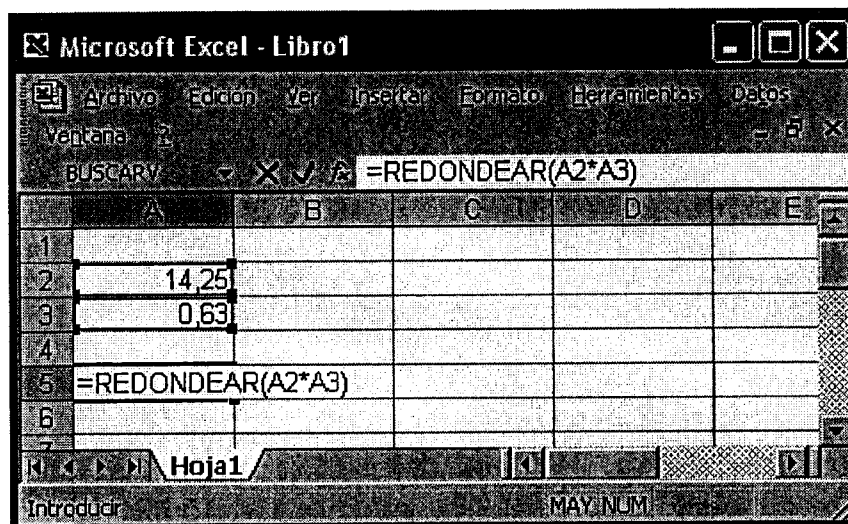 Microsoft Excel - Libro1
Archivo Edición Ver Insertar Formato Herramientas Datos
Ventana ?
BUSCARV =REDONDEAR(A2*A3)
A B C D E
1
2 14,25
3 0,63
4
5 =REDONDEAR(A2*A3)
6
7
Hoja1
Introducir MAY NUM